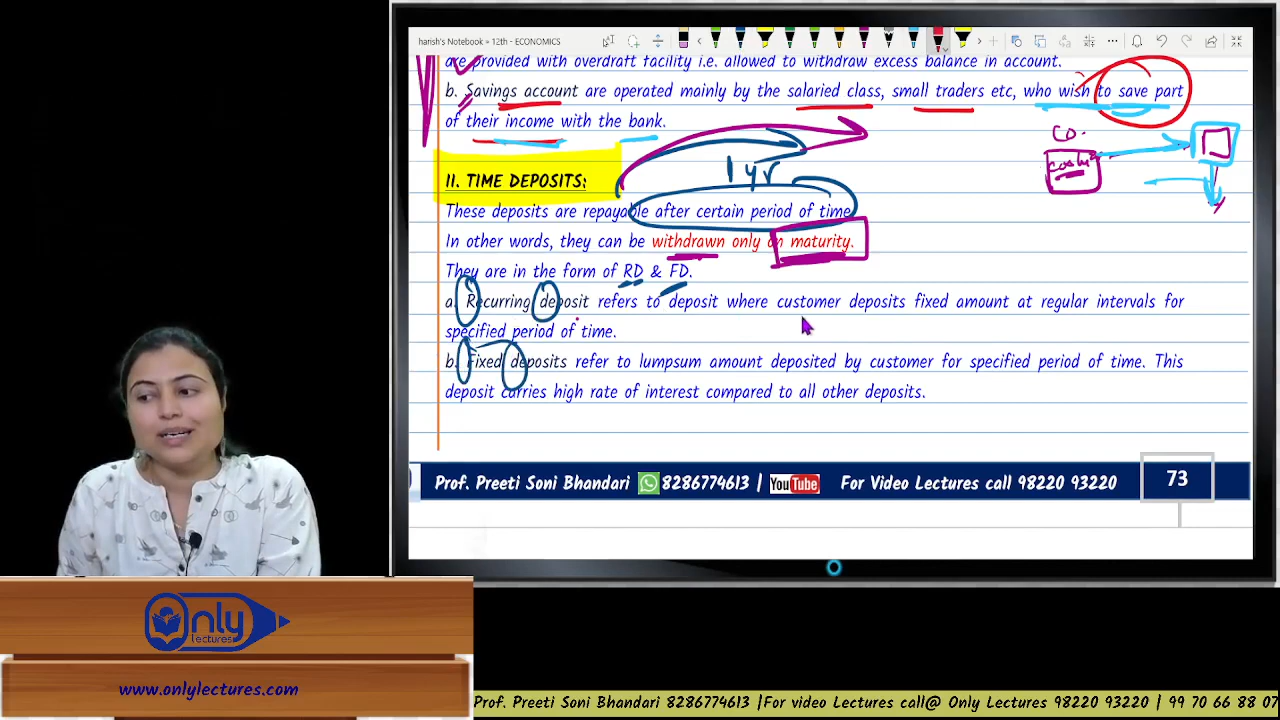 harish's Notebook » 12th - ECONOMICS
are provided with overdraft facility i.e. allowed to withdraw excess balance in account.
b. Savings account are operated mainly by the salaried class, small traders etc, who wish to save part
of their income with the bank.
Co.
1 yr
II. TIME DEPOSITS:
These deposits are repayable after certain period of time.
In other words, they can be withdrawn only on maturity.
They are in the form of RD & FD.
a. Recurring deposit refers to deposit where customer deposits fixed amount at regular intervals for
specified period of time.
b. Fixed deposits refer to lumpsum amount deposited by customer for specified period of time. This
deposit carries high rate of interest compared to all other deposits.
Prof. Preeti Soni Bhandari 8286774613 | YouTube For Video Lectures call 98220 93220 73
Only
lectures
www.onlylectures.com
Prof. Preeti Soni Bhandari 8286774613 |For video Lectures call@ Only Lectures 98220 93220 | 99 70 66 88 07